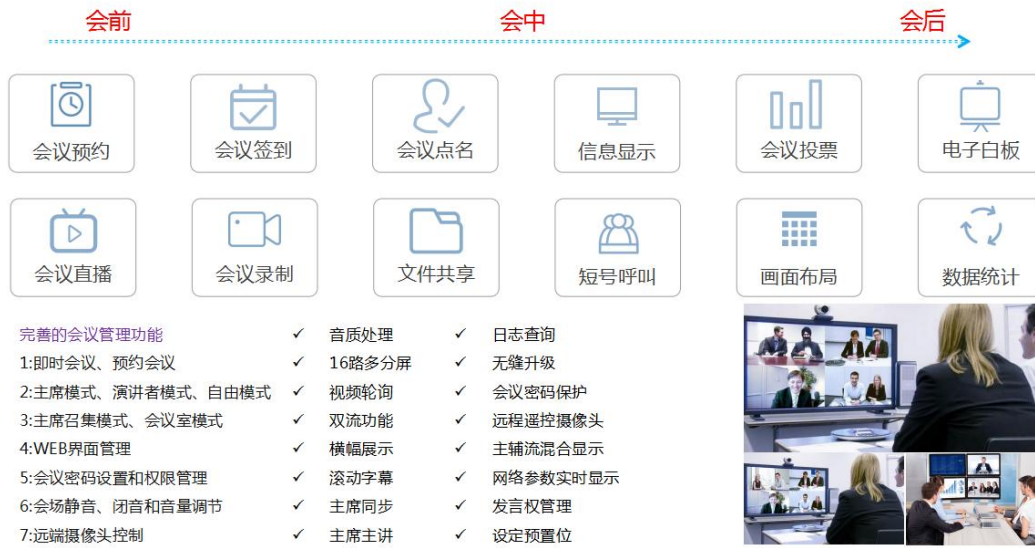 会前
会中
会后
会议预约
会议签到
会议点名
信息显示
会议投票
电子白板
会议直播
会议录制
文件共享
短号呼叫
画面布局
数据统计
完善的会议管理功能
1:即时会议、预约会议
2:主席模式、演讲者模式、自由模式
3:主席召集模式、会议室模式
4:WEB界面管理
5:会议密码设置和权限管理
6:会场静音、闭音和音量调节
7:远端摄像头控制
✓ 音质处理
✓ 16路多分屏
✓ 视频轮询
✓ 双流功能
✓ 横幅展示
✓ 滚动字幕
✓ 主席同步
✓ 主席主讲
✓ 日志查询
✓ 无缝升级
✓ 会议密码保护
✓ 远程遥控摄像头
✓ 主辅流混合显示
✓ 网络参数实时显示
✓ 发言权管理
✓ 设定预置位